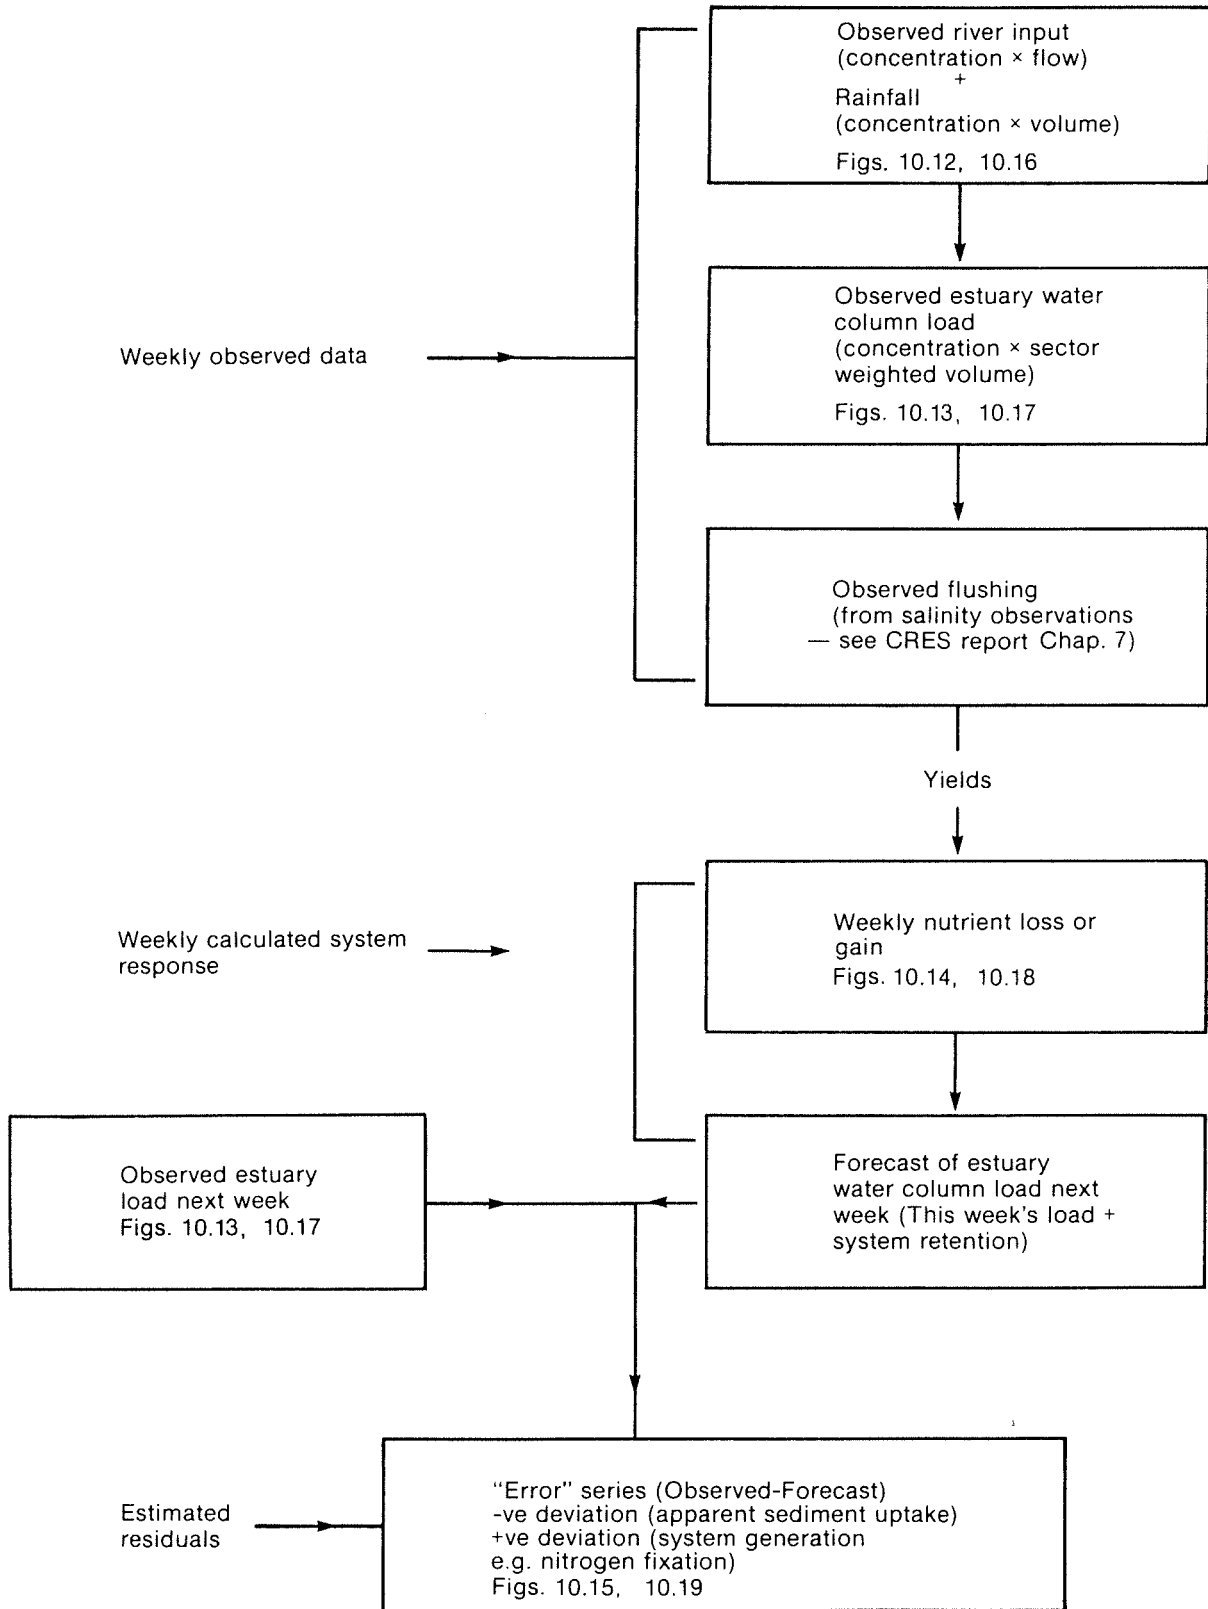 Observed river input
(concentration × flow)
+
Rainfall
(concentration × volume)
Figs. 10.12, 10.16
Weekly observed data
Observed estuary water
column load
(concentration × sector
weighted volume)
Figs. 10.13, 10.17
Observed flushing
(from salinity observations
— see CRES report Chap. 7)
Yields
Weekly calculated system
response
Weekly nutrient loss or
gain
Figs. 10.14, 10.18
Observed estuary
load next week
Figs. 10.13, 10.17
Forecast of estuary
water column load next
week (This week's load +
system retention)
Estimated
residuals
“Error” series (Observed-Forecast)
-ve deviation (apparent sediment uptake)
+ve deviation (system generation
e.g. nitrogen fixation)
Figs. 10.15, 10.19